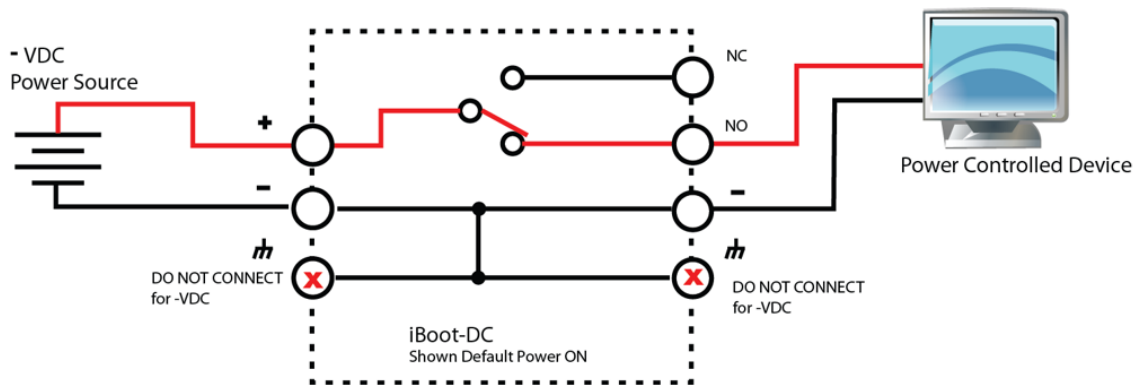 - VDC
Power Source
+
-
DO NOT CONNECT
for -VDC
X
NC
NO
-
X
DO NOT CONNECT
for -VDC
iBoot-DC
Shown Default Power ON
Power Controlled Device